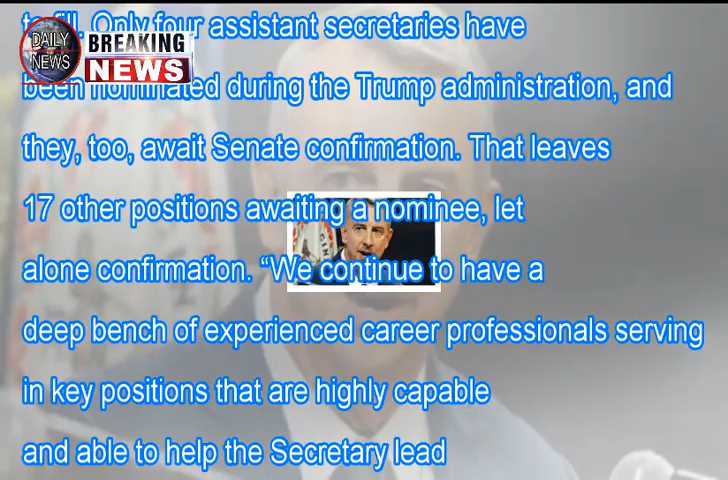 to fill. Only four assistant secretaries have
DAILY
NEWS
BREAKING
NEWS
been nominated during the Trump administration, and
they, too, await Senate confirmation. That leaves
17 other positions awaiting a nominee, let
alone confirmation. “We continue to have a
deep bench of experienced career professionals serving
in key positions that are highly capable
and able to help the Secretary lead